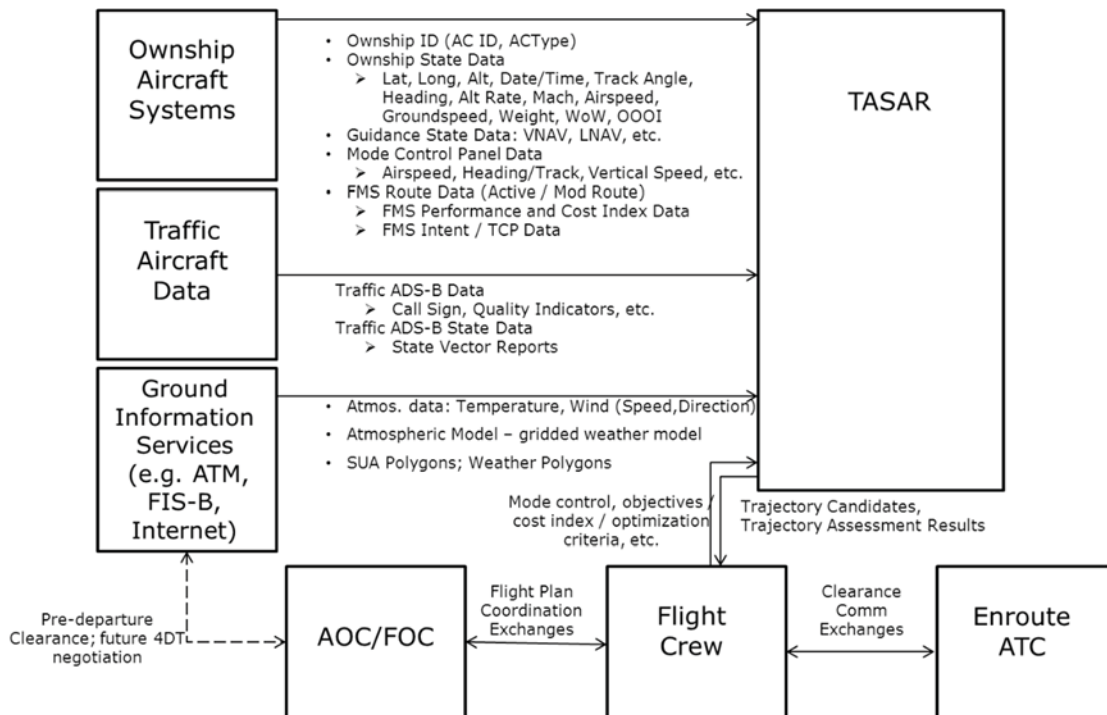 Ownship
Aircraft
Systems
• Ownship ID (AC ID, ACType)
• Ownship State Data
➢ Lat, Long, Alt, Date/Time, Track Angle,
Heading, Alt Rate, Mach, Airspeed,
Groundspeed, Weight, WoW, OOOI
• Guidance State Data: VNAV, LNAV, etc.
• Mode Control Panel Data
➢ Airspeed, Heading/Track, Vertical Speed, etc.
• FMS Route Data (Active / Mod Route)
➢ FMS Performance and Cost Index Data
➢ FMS Intent / TCP Data
TASAR
Traffic
Aircraft
Data
Traffic ADS-B Data
➢ Call Sign, Quality Indicators, etc.
Traffic ADS-B State Data
➢ State Vector Reports
Ground
Information
Services
(e.g. ATM,
FIS-B,
Internet)
• Atmos. data: Temperature, Wind (Speed,Direction)
• Atmospheric Model – gridded weather model
• SUA Polygons; Weather Polygons
Mode control, objectives /
cost index / optimization
criteria, etc.
Trajectory Candidates,
Trajectory Assessment Results
Pre-departure
Clearance; future 4DT
negotiation
AOC/FOC
Flight Plan
Coordination
Exchanges
Flight
Crew
Clearance
Comm
Exchanges
Enroute
ATC